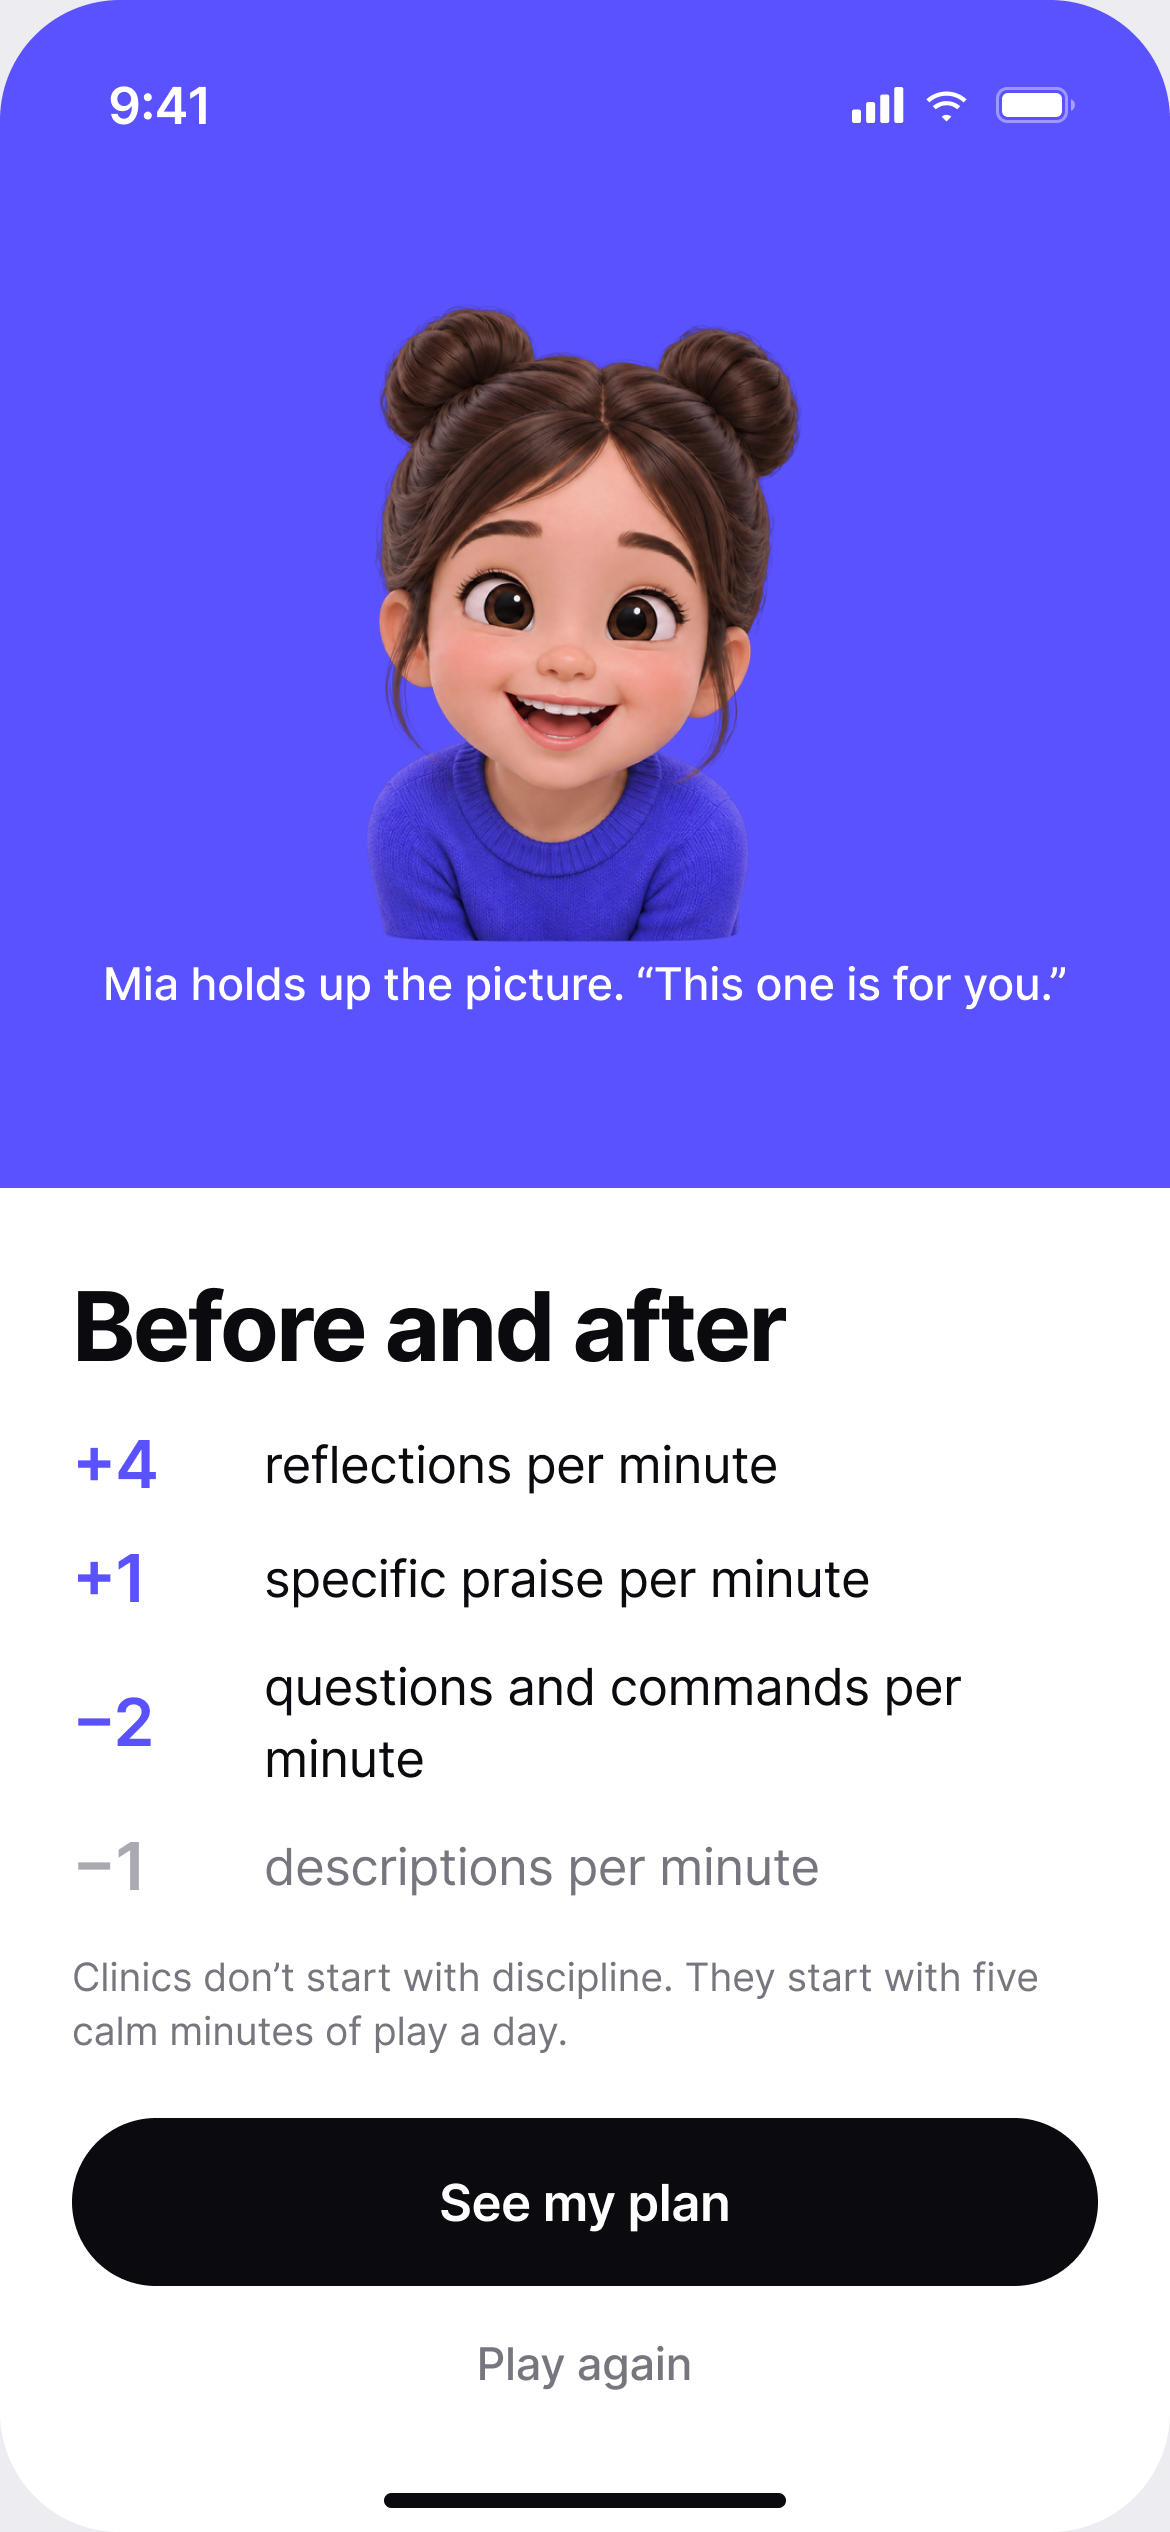 9:41
Mia holds up the picture. “This one is for you.”
Before and after
+4 reflections per minute
+1 specific praise per minute
−2 questions and commands per
minute
−1 descriptions per minute
Clinics don’t start with discipline. They start with five
calm minutes of play a day.
See my plan
Play again